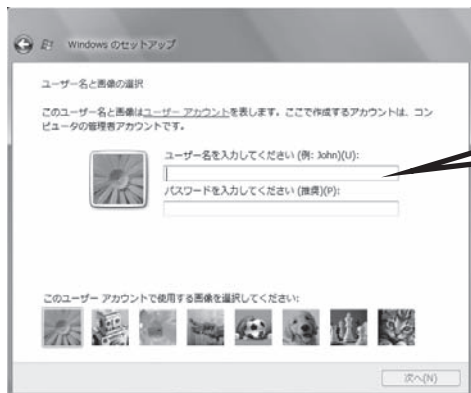 Windows のセットアップ
ユーザー名と画像の選択
このユーザー名と画像はユーザー アカウントを表します。ここで作成するアカウントは、コン
ピュータの管理者アカウントです。
ユーザー名を入力してください (例: John)(U):
パスワードを入力してください (推奨)(P):
このユーザー アカウントで使用する画像を選択してください:
次へ(N)